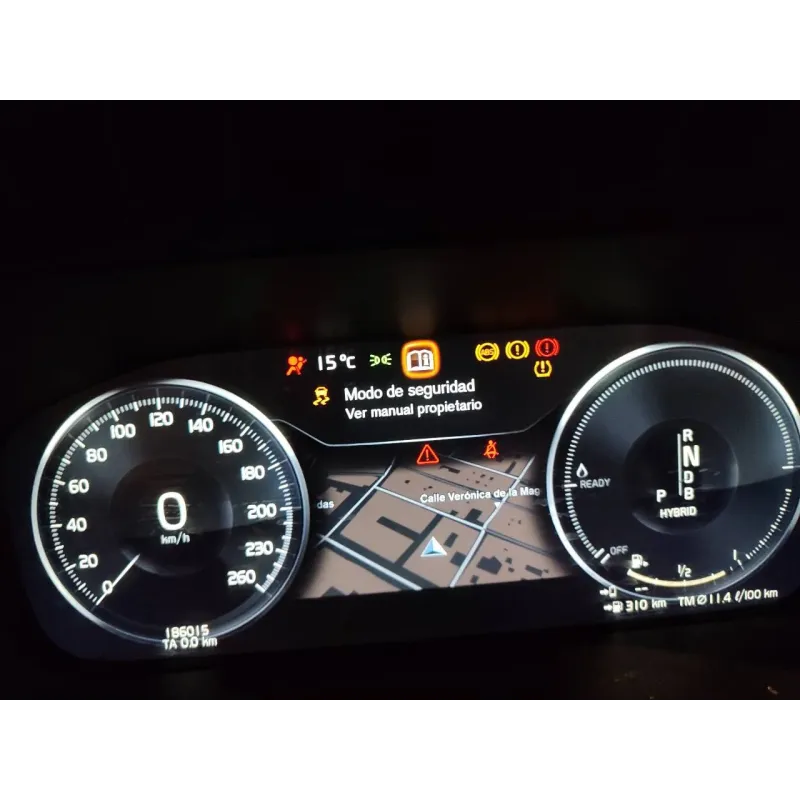 15°C
ABS
Modo de seguridad
Ver manual propietario
0
20
40
60
80
100
120
140
160
180
200
230
260
0
km/h
186015
TA 0.0 km
das
Calle Verónica de la Mag
READY
OFF
R
N
D
B
P
HYBRID
1/2
--
310 km
TM Ø 11.4 ℓ/100 km